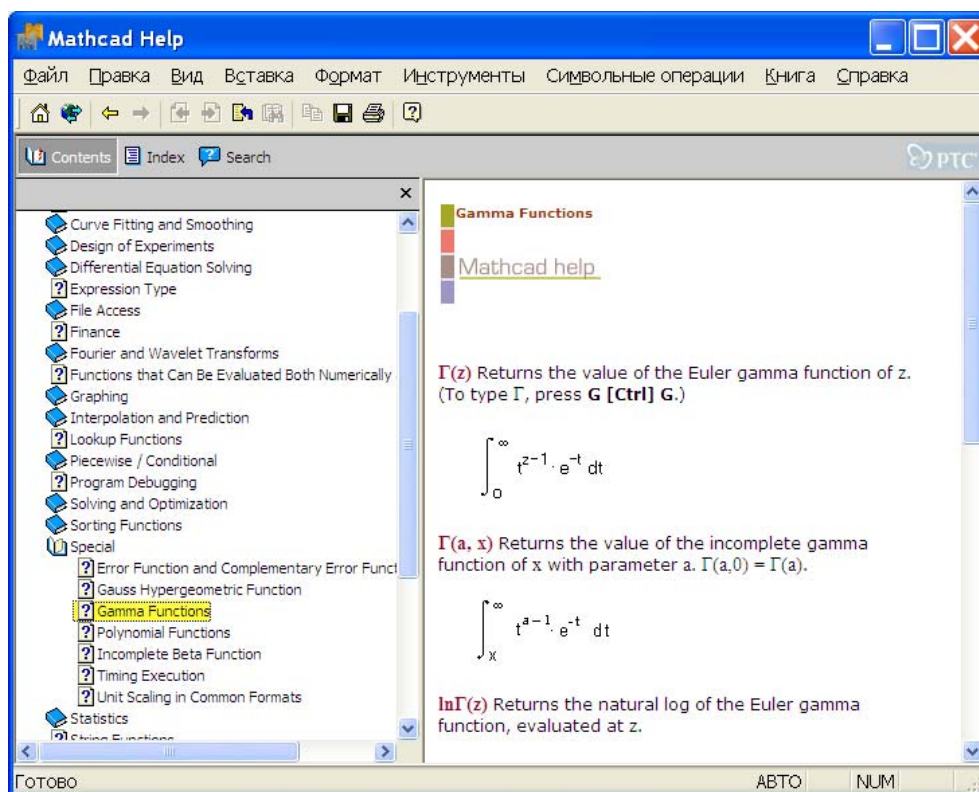 Mathcad Help
Файл Правка Вид Вставка Формат Инструменты Символьные операции Книга Справка
Contents Index Search
PTC
Curve Fitting and Smoothing
Design of Experiments
Differential Equation Solving
Expression Type
File Access
Finance
Fourier and Wavelet Transforms
Functions that Can Be Evaluated Both Numerically
Graphing
Interpolation and Prediction
Lookup Functions
Piecewise / Conditional
Program Debugging
Solving and Optimization
Sorting Functions
Special
Error Function and Complementary Error Funct
Gauss Hypergeometric Function
Gamma Functions
Polynomial Functions
Incomplete Beta Function
Timing Execution
Unit Scaling in Common Formats
Statistics
String Functions
Gamma Functions
Mathcad help
Γ(z) Returns the value of the Euler gamma function of z.
(To type Γ, press G [Ctrl] G.)
∫₀^∞ t^(z−1) · e^(−t) dt
Γ(a, x) Returns the value of the incomplete gamma
function of x with parameter a. Γ(a,0) = Γ(a).
∫ₓ^∞ t^(a−1) · e^(−t) dt
lnΓ(z) Returns the natural log of the Euler gamma
function, evaluated at z.
Готово АВТО NUM